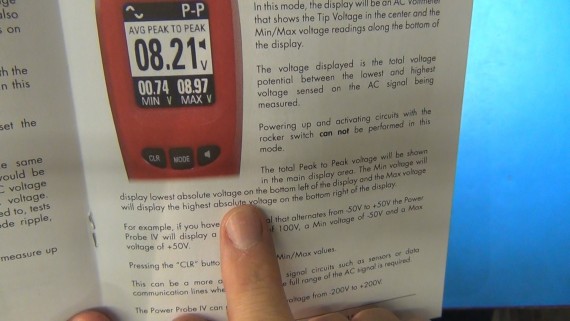 also
s on
th the
n this
set the
e same
would be
C voltage
voltage.
ed to, tests
de ripple,
measure up
P-P
AVG PEAK TO PEAK
08.21 V
00.74 08.97
MIN V MAX V
CLR MODE
In this mode, the display will be an AC Voltmeter
that shows the Tip Voltage in the center and the
Min/Max voltage readings along the bottom of
the display.
The voltage displayed is the total voltage
potential between the lowest and highest
voltage sensed on the AC signal being
measured.
Powering up and activating circuits with the
rocker switch can not be performed in this
mode.
The total Peak to Peak voltage will be shown
in the main display area. The Min voltage will
display lowest absolute voltage on the bottom left of the display and the Max voltage
will display the highest absolute voltage on the bottom right of the display.
For example, if you have that alternates from -50V to +50V the Power
Probe IV will display a of 100V, a Min voltage of -50V and a Max
voltage of +50V.
Pressing the "CLR" butto Min/Max values.
This can be a more a signal circuits such as sensors or data
communication lines whe e full range of the AC signal is required.
The Power Probe IV can voltage from -200V to +200V.